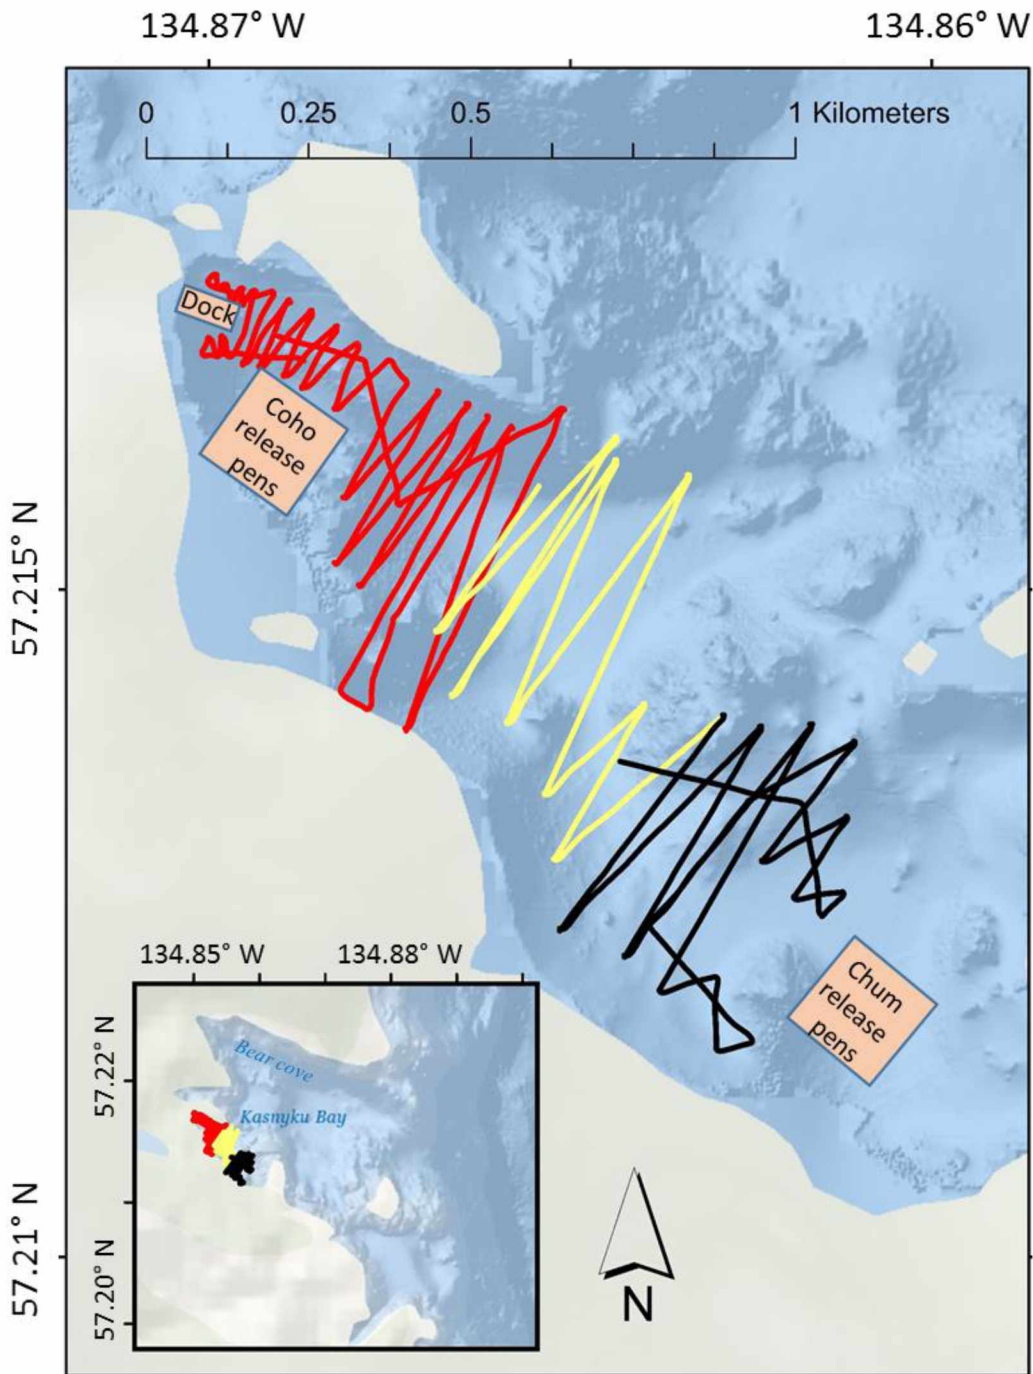 134.87° W
134.86° W
0
0.25
0.5
1 Kilometers
Dock
Coho
release
pens
57.215° N
134.85° W
134.88° W
Chum
release
pens
57.22° N
Bear cove
Kasnyku Bay
57.21° N
57.20° N
N